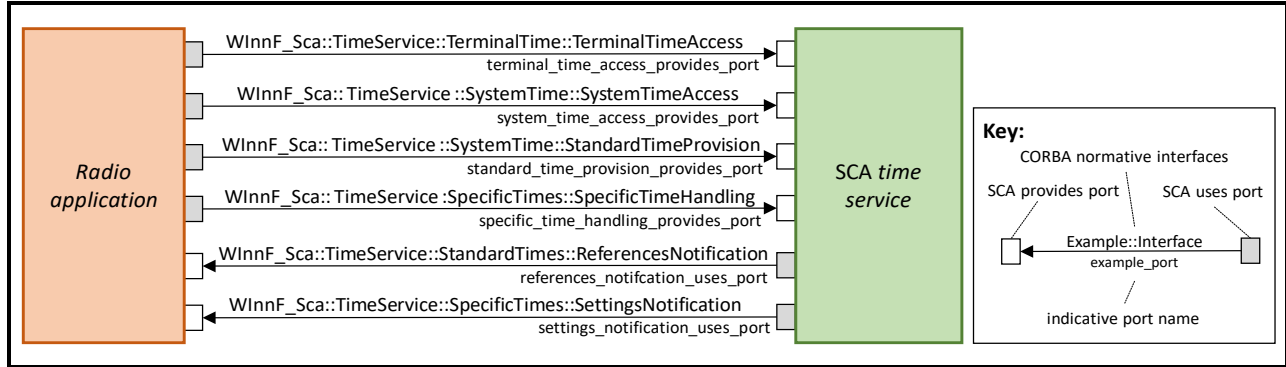 WInnF_Sca::TimeService::TerminalTime::TerminalTimeAccess
terminal_time_access_provides_port
WInnF_Sca:: TimeService ::SystemTime::SystemTimeAccess
system_time_access_provides_port
WInnF_Sca:: TimeService ::SystemTime::StandardTimeProvision
standard_time_provision_provides_port
WInnF_Sca:: TimeService :SpecificTimes::SpecificTimeHandling
specific_time_handling_provides_port
WInnF_Sca::TimeService::StandardTimes::ReferencesNotification
references_notifcation_uses_port
WInnF_Sca::TimeService::SpecificTimes::SettingsNotification
settings_notification_uses_port
Radio
application
SCA time
service
Key:
CORBA normative interfaces
SCA provides port
SCA uses port
Example::Interface
example_port
indicative port name